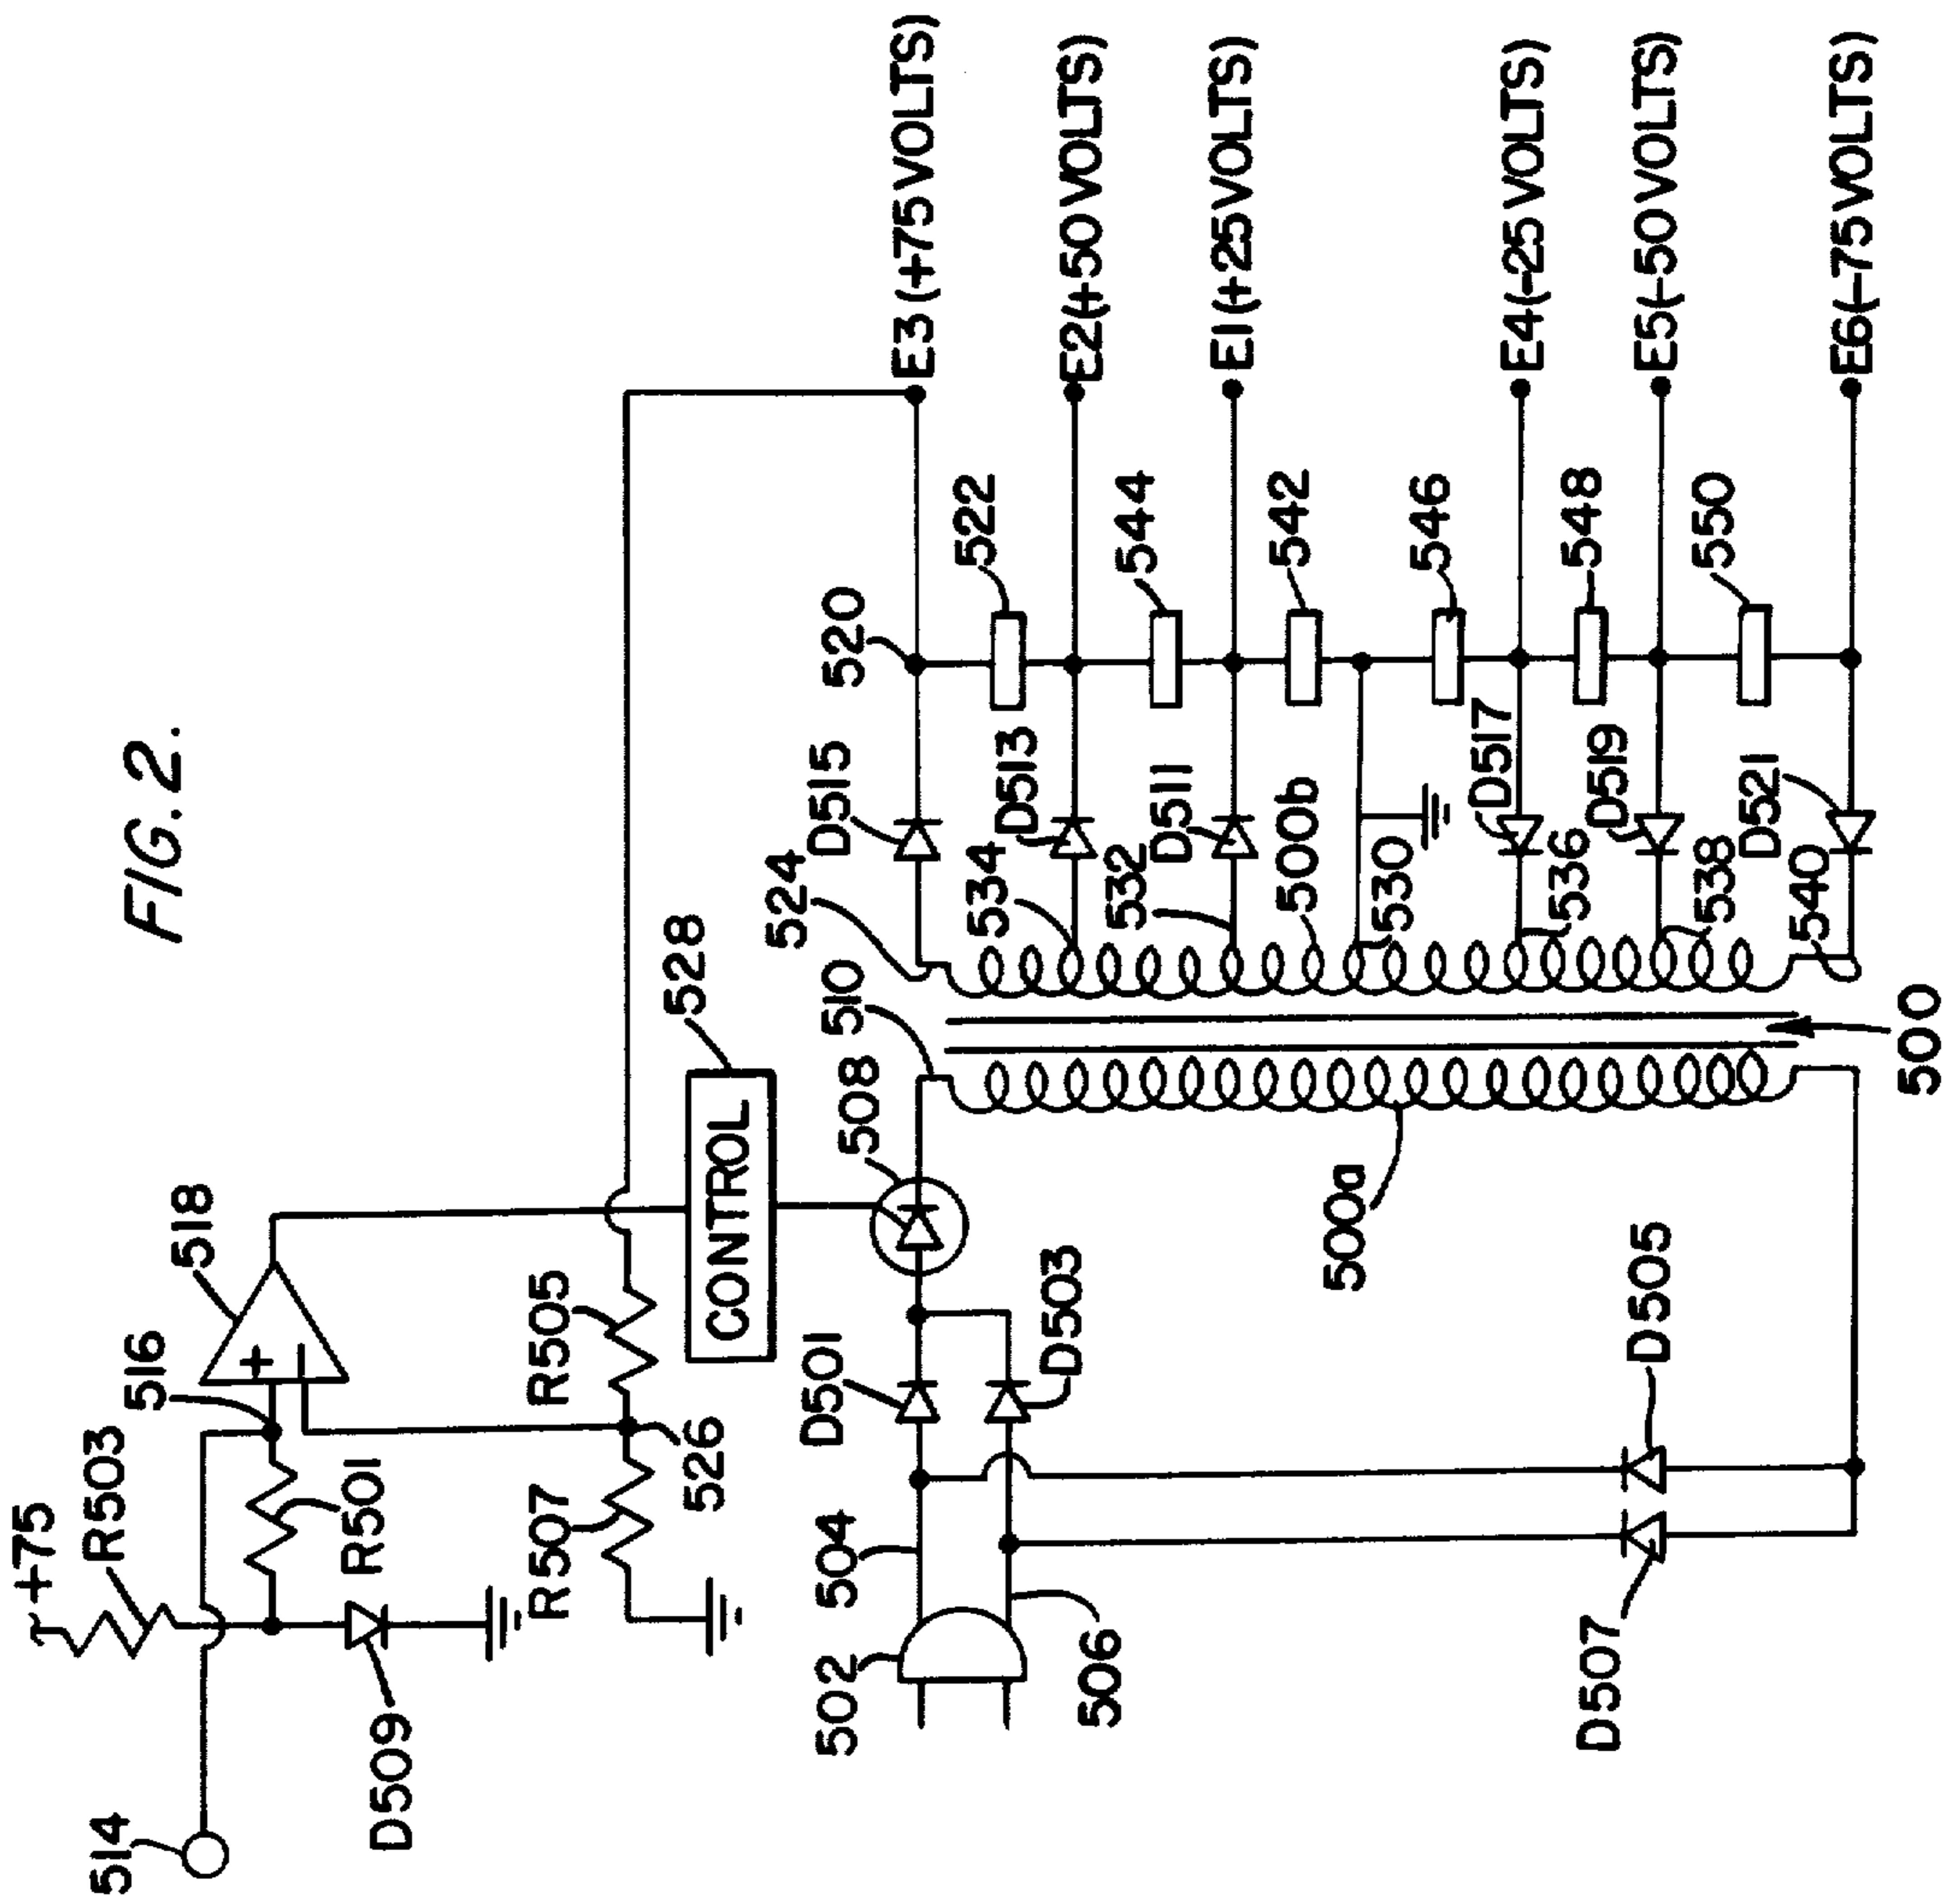 FIG. 2.
514
+75
R503
516
518
D509
R501
R507
526
R505
528
CONTROL
E3 (+75 VOLTS)
E2 (+50 VOLTS)
E1 (+25 VOLTS)
E4 (-25 VOLTS)
E5 (-50 VOLTS)
E6 (-75 VOLTS)
502
504
506
D501
D503
508
510
524
D515
520
522
534
D513
544
532
D511
542
500b
530
546
D517
536
548
D519
538
550
D521
540
500a
500
D505
D507